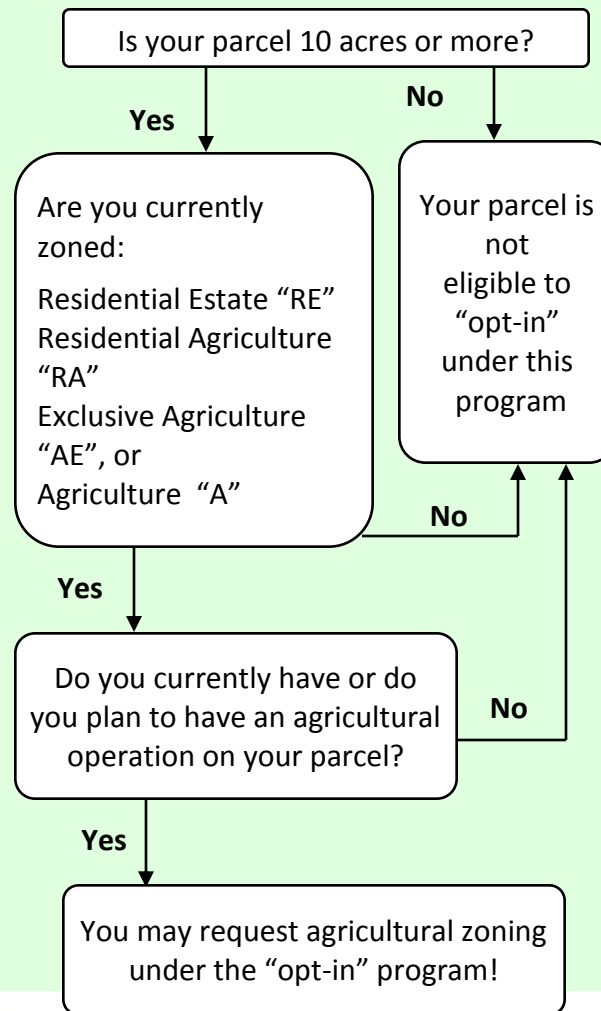 Is your parcel 10 acres or more?
Yes
No
Are you currently
zoned:
Residential Estate “RE”
Residential Agriculture
“RA”
Exclusive Agriculture
“AE”, or
Agriculture “A”
Your parcel is
not
eligible to
“opt-in”
under this
program
No
Yes
Do you currently have or do
you plan to have an agricultural
operation on your parcel?
No
Yes
You may request agricultural zoning
under the “opt-in” program!